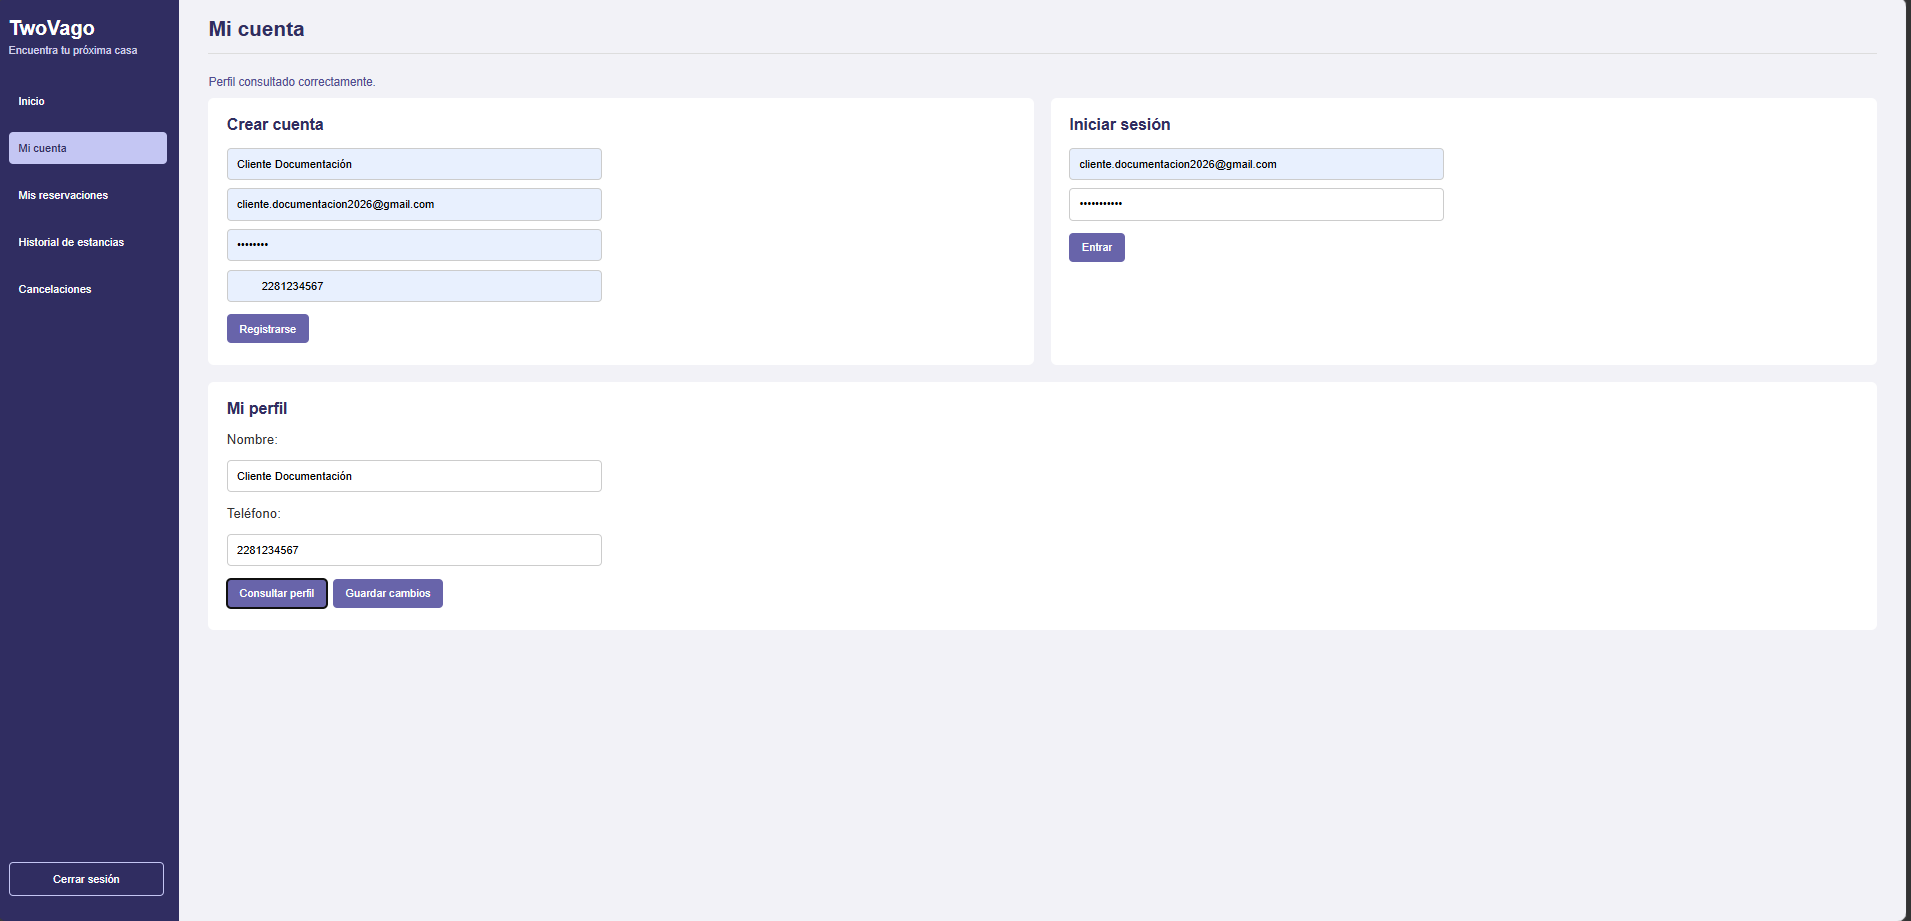 TwoVago
Encuentra tu próxima casa
Inicio
Mi cuenta
Mis reservaciones
Historial de estancias
Cancelaciones
Cerrar sesión
Mi cuenta
Perfil consultado correctamente.
Crear cuenta
Cliente Documentación
cliente.documentacion2026@gmail.com
••••••••
2281234567
Registrarse
Iniciar sesión
cliente.documentacion2026@gmail.com
•••••••••••
Entrar
Mi perfil
Nombre:
Cliente Documentación
Teléfono:
2281234567
Consultar perfil Guardar cambios